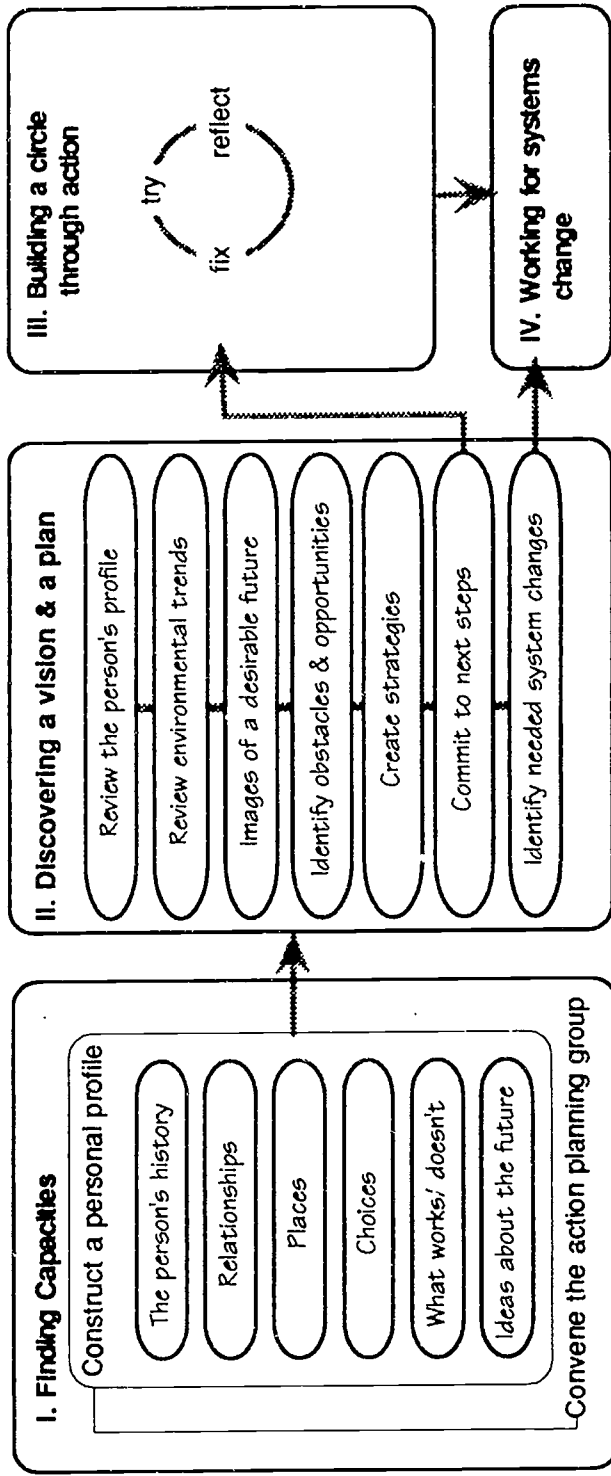 I. Finding Capacities
Construct a personal profile
The person's history
Relationships
Places
Choices
What works/ doesn't
Ideas about the future
Convene the action planning group
II. Discovering a vision & a plan
Review the person's profile
Review environmental trends
Images of a desirable future
Identify obstacles & opportunities
Create strategies
Commit to next steps
Identify needed system changes
III. Building a circle
through action
try
fix
reflect
IV. Working for systems
change